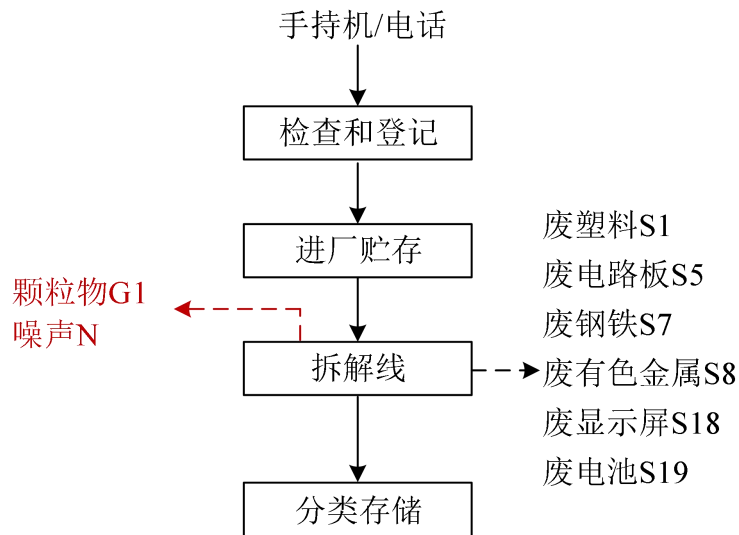 手持机/电话
检查和登记
进厂贮存
废塑料S1
废电路板S5
废钢铁S7
废有色金属S8
废显示屏S18
废电池S19
颗粒物G1
噪声N
拆解线
分类存储